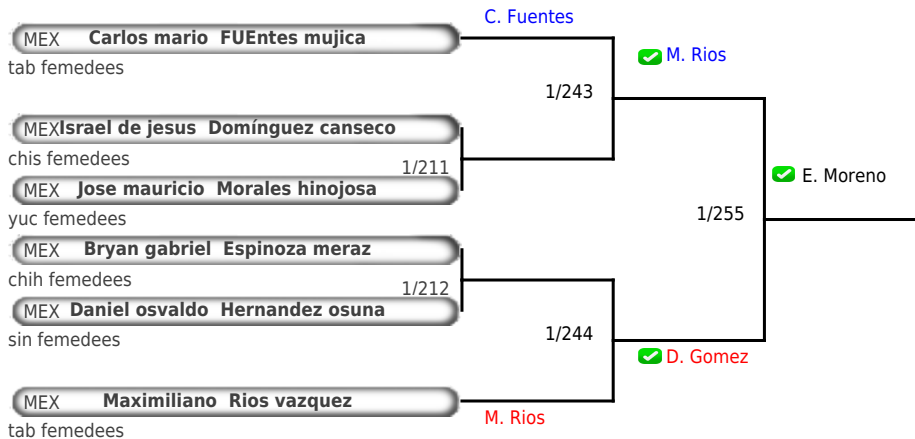 C. Fuentes
MEX Carlos mario FUEntes mujica
tab femedees
M. Rios
1/243
MEX Israel de jesus Domínguez canseco
chis femedees
1/211
MEX Jose mauricio Morales hinojosa
yuc femedees
E. Moreno
1/255
MEX Bryan gabriel Espinoza meraz
chih femedees
1/212
MEX Daniel osvaldo Hernandez osuna
sin femedees
1/244
D. Gomez
MEX Maximiliano Rios vazquez
M. Rios
tab femedees